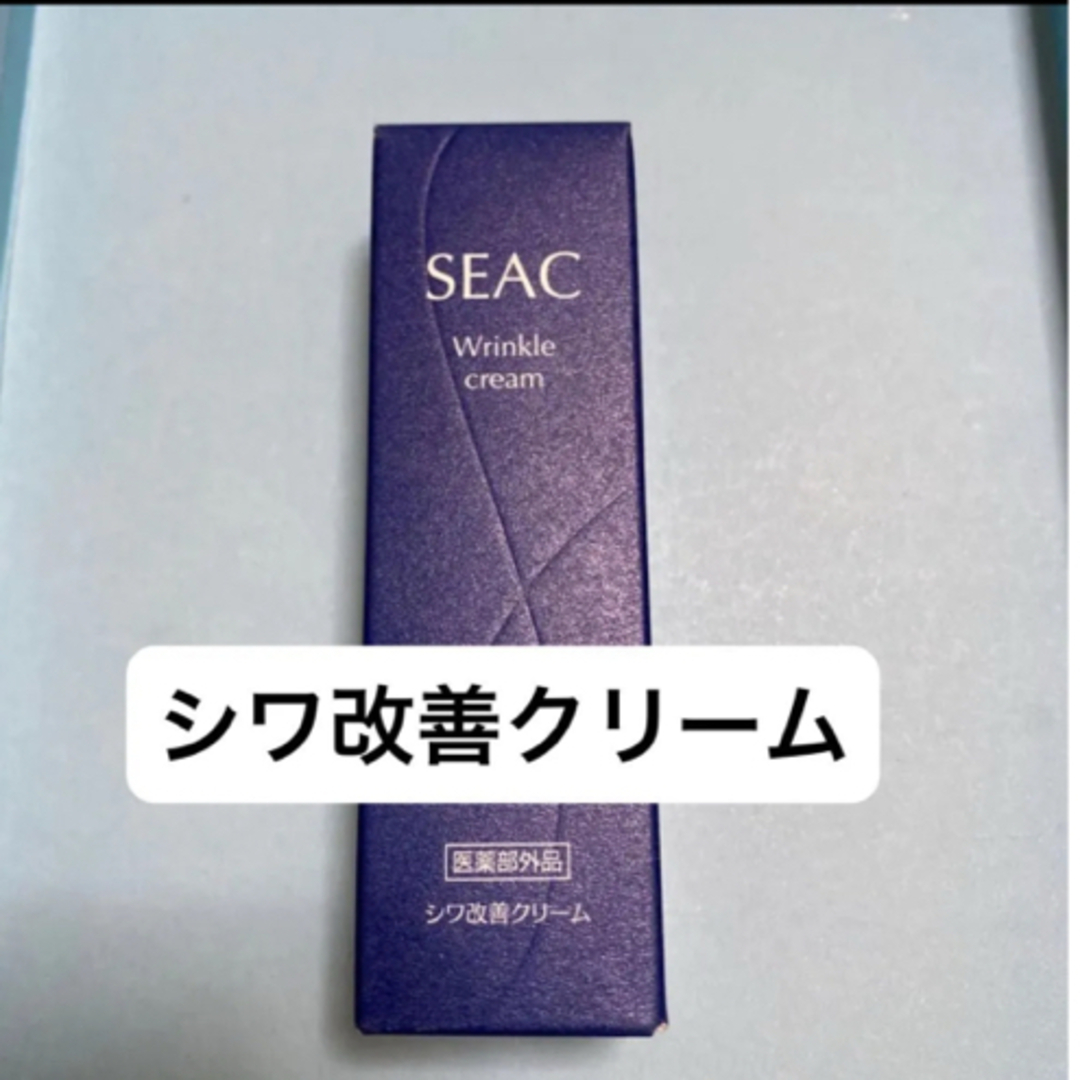 SEAC
Wrinkle
cream
シワ改善クリーム
医薬部外品
シワ改善クリーム